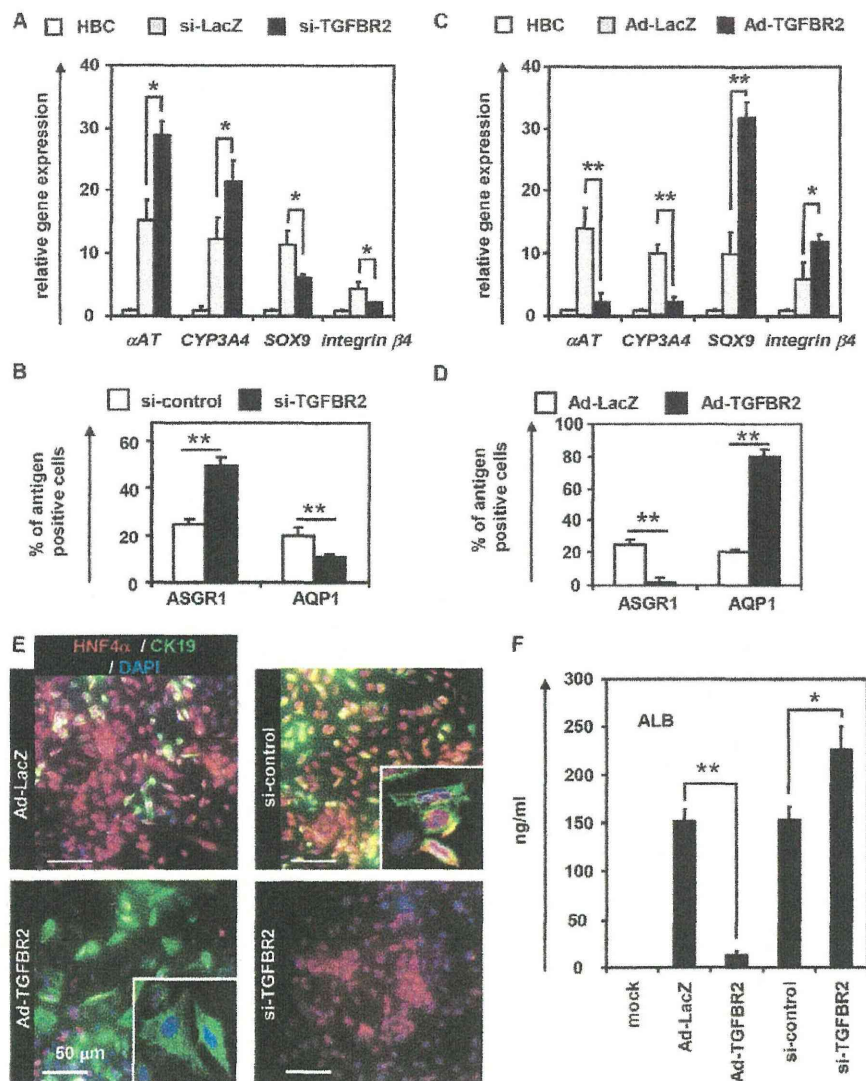 A HBC si-LacZ si-TGFBR2
relative gene expression
40
30
20
10
0
* * * *
αAT CYP3A4 SOX9 integrin β4
C HBC Ad-LacZ Ad-TGFBR2
relative gene expression
40
30
20
10
0
** ** ** *
αAT CYP3A4 SOX9 integrin β4
B si-control si-TGFBR2
% of antigen
positive cells
60
40
20
0
** **
ASGR1 AQP1
D Ad-LacZ Ad-TGFBR2
% of antigen
positive cells
100
80
60
40
20
0
** **
ASGR1 AQP1
E HNF4α / CK19
/ DAPI
Ad-LacZ
si-control
Ad-TGFBR2
50 µm
si-TGFBR2
F
ALB
ng/ml
300
250
200
150
100
50
0
** *
mock
Ad-LacZ
Ad-TGFBR2
si-control
si-TGFBR2